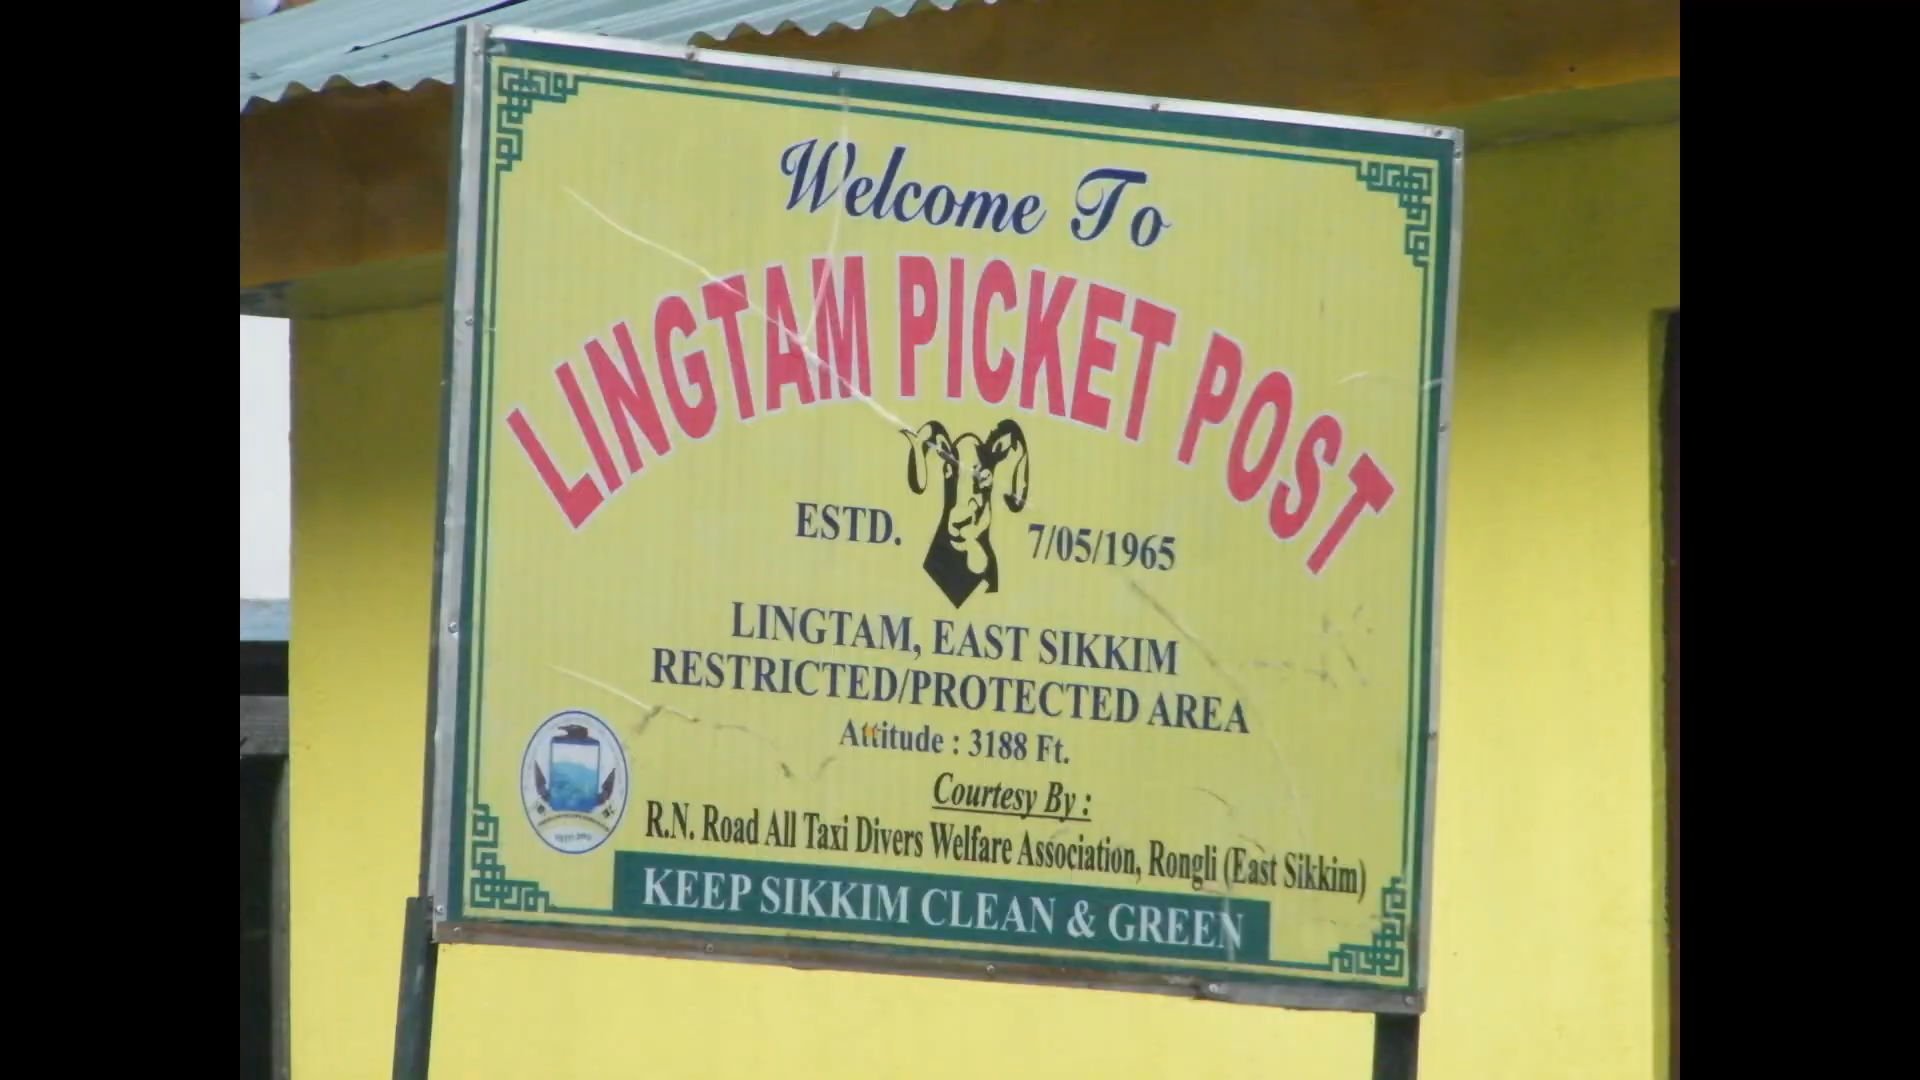 Welcome To
LINGTAM PICKET POST
ESTD. 7/05/1965
LINGTAM, EAST SIKKIM
RESTRICTED/PROTECTED AREA
Attitude : 3188 Ft.
Courtesy By :
R.N. Road All Taxi Divers Welfare Association, Rongli (East Sikkim)
KEEP SIKKIM CLEAN & GREEN